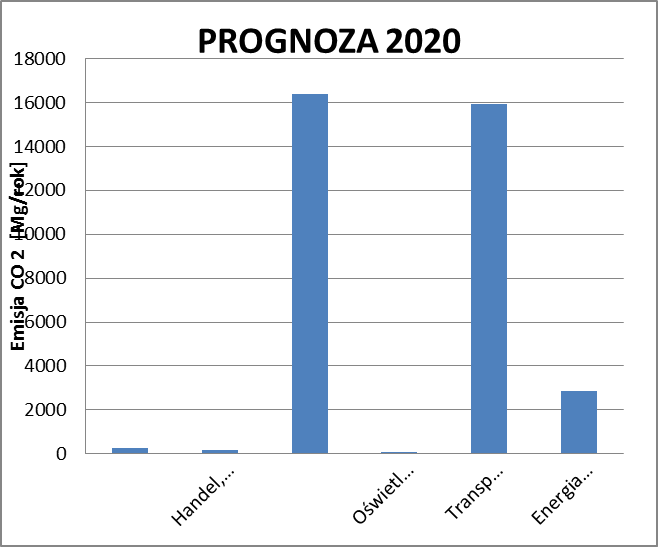 PROGNOZA 2020
Emisja CO 2 [Mg/rok]
18000
16000
14000
12000
10000
8000
6000
4000
2000
0
Handel,...
Oświetl...
Transp...
Energia...